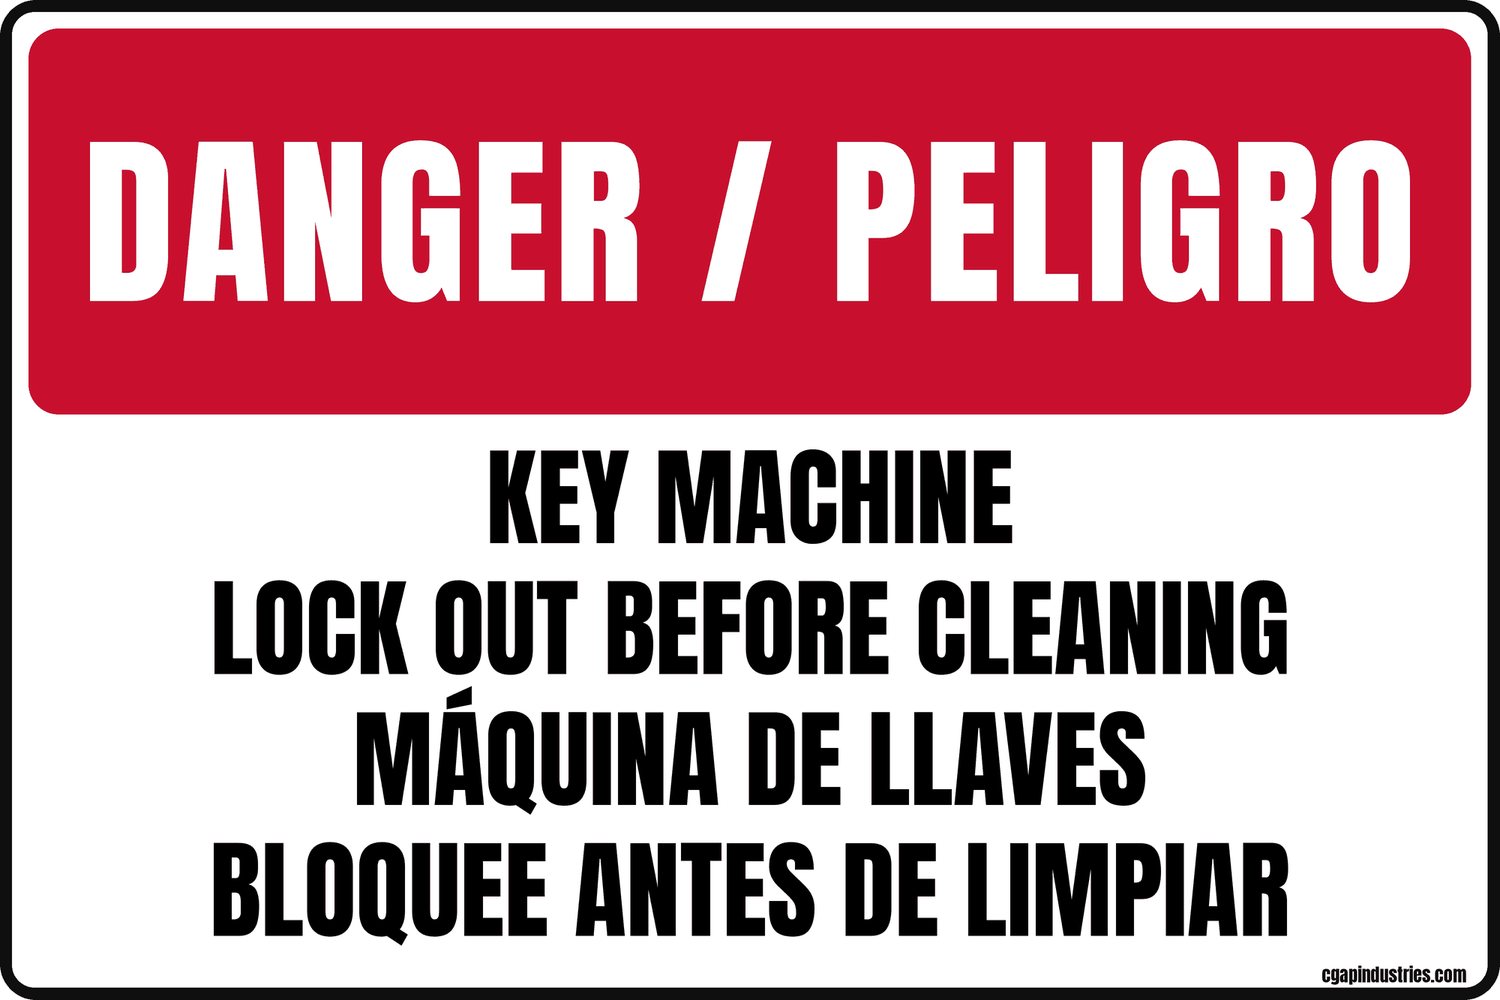 DANGER / PELIGRO
KEY MACHINE
LOCK OUT BEFORE CLEANING
MÁQUINA DE LLAVES
BLOQUEE ANTES DE LIMPIAR
cgapindustries.com